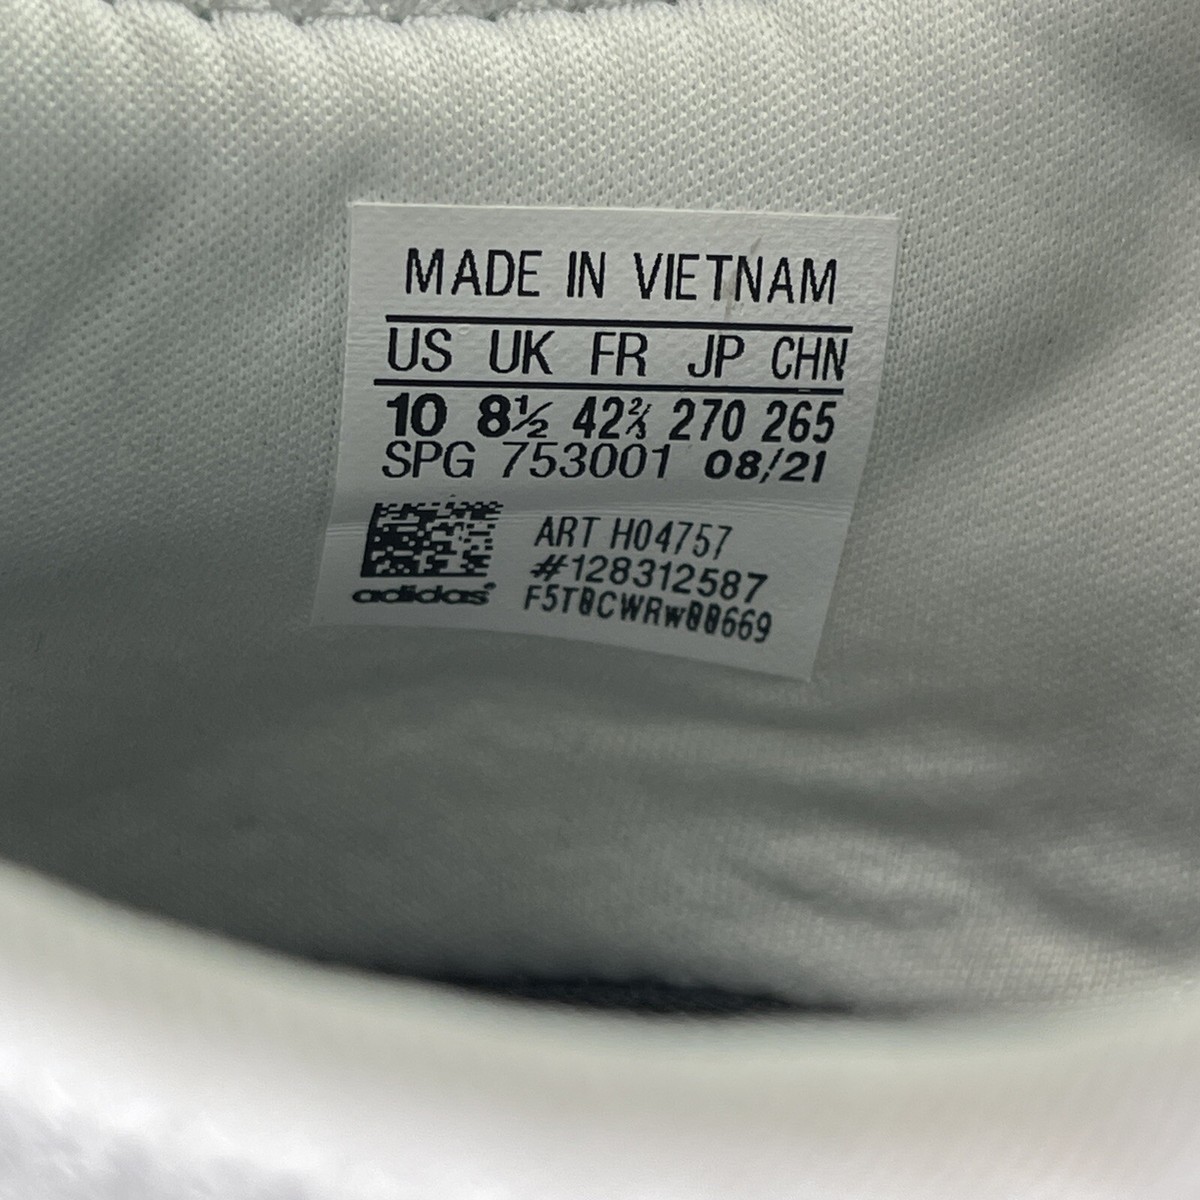 MADE IN VIETNAM
US UK FR JP CHN
10 8½ 42⅔ 270 265
SPG 753001 08/21
ART H04757
#128312587
adidas F5T0CWRw00669